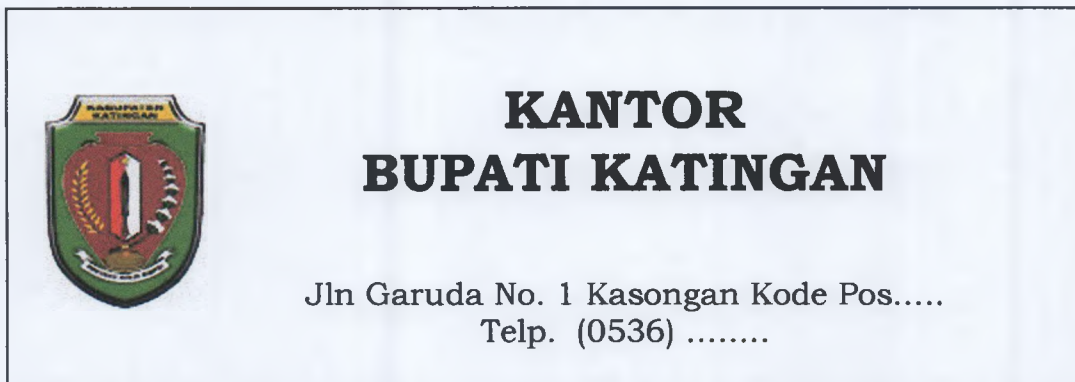 KABUPATEN
KATINGAN
KANTOR
BUPATI KATINGAN
Jln Garuda No. 1 Kasongan Kode Pos.....
Telp. (0536) ........